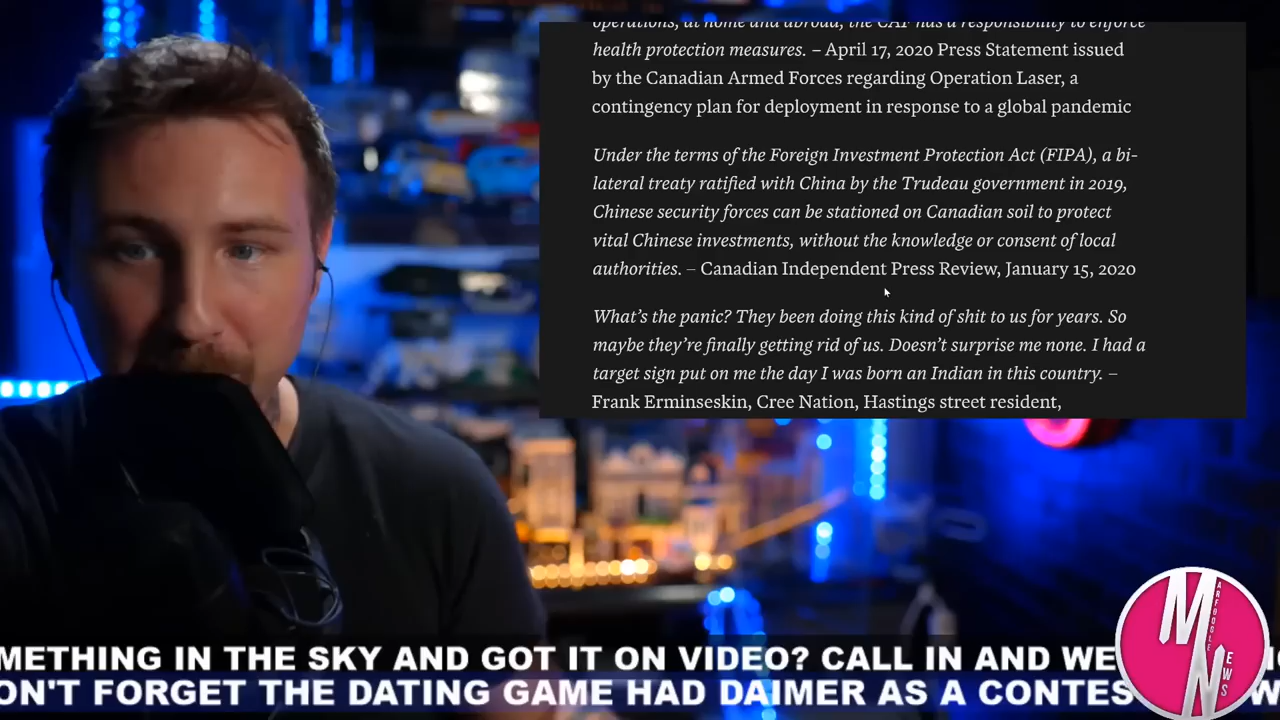 operations, at home and abroad, the CAF has a responsibility to enforce
health protection measures. – April 17, 2020 Press Statement issued
by the Canadian Armed Forces regarding Operation Laser, a
contingency plan for deployment in response to a global pandemic
Under the terms of the Foreign Investment Protection Act (FIPA), a bi-
lateral treaty ratified with China by the Trudeau government in 2019,
Chinese security forces can be stationed on Canadian soil to protect
vital Chinese investments, without the knowledge or consent of local
authorities. – Canadian Independent Press Review, January 15, 2020
What's the panic? They been doing this kind of shit to us for years. So
maybe they're finally getting rid of us. Doesn't surprise me none. I had a
target sign put on me the day I was born an Indian in this country. –
Frank Erminseskin, Cree Nation, Hastings street resident,
METHING IN THE SKY AND GOT IT ON VIDEO? CALL IN AND WE
ON'T FORGET THE DATING GAME HAD DAIMER AS A CONTES
M
N
EWS